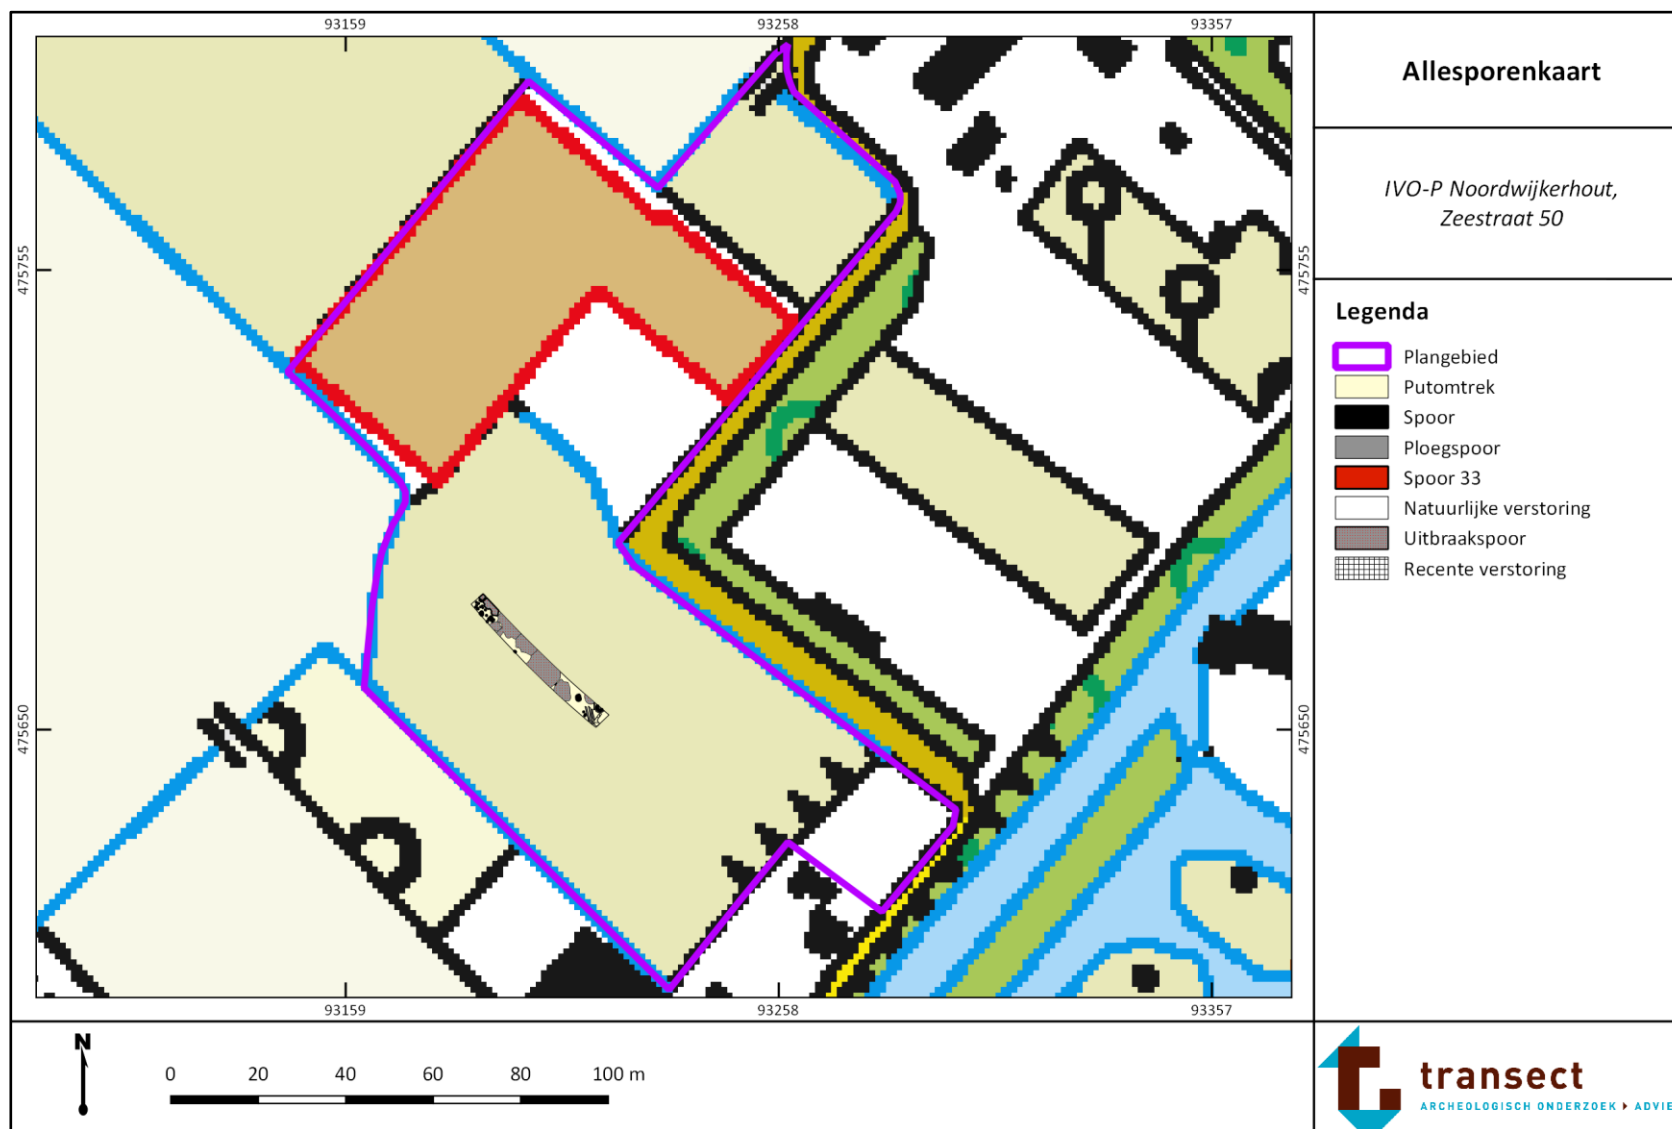 93159
93258
93357
475755
475755
475650
475650
93159
93258
93357
Allesporenkaart
IVO-P Noordwijkerhout,
Zeestraat 50
Legenda
Plangebied
Putomtrek
Spoor
Ploegspoor
Spoor 33
Natuurlijke verstoring
Uitbraakspoor
Recente verstoring
N
0 20 40 60 80 100 m
transect
ARCHEOLOGISCH ONDERZOEK ADVIE